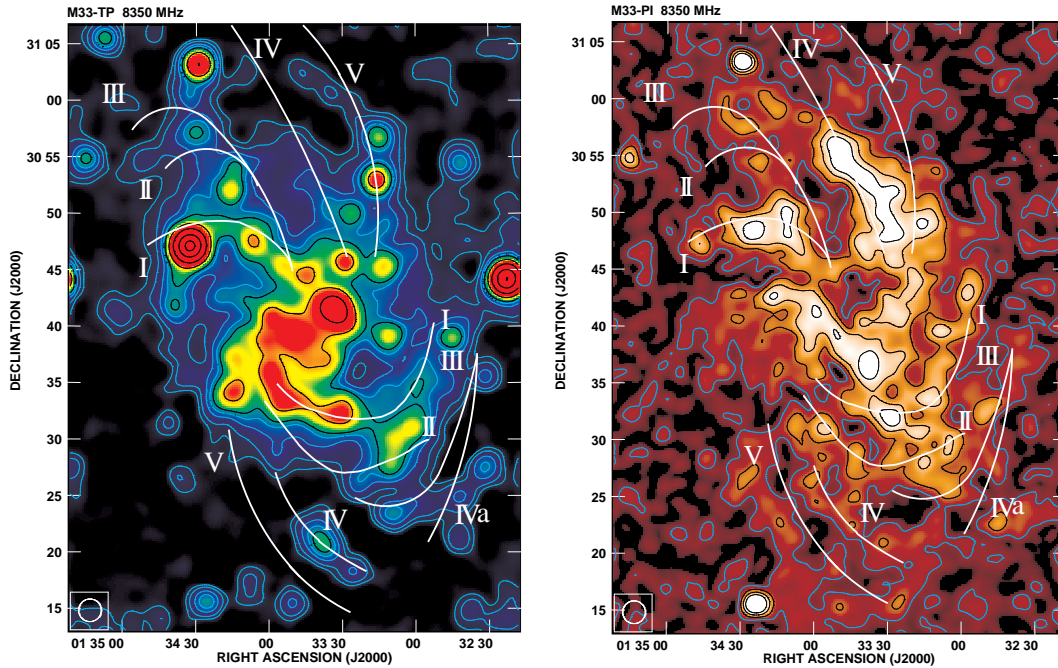 M33-TP 8350 MHz
DECLINATION (J2000)
31 05
00
30 55
50
45
40
35
30
25
20
15
III
II
I
IV
V
I
III
II
V
IV
IVa
01 35 00
34 30
00
33 30
00
32 30
RIGHT ASCENSION (J2000)
M33-PI 8350 MHz
DECLINATION (J2000)
31 05
00
30 55
50
45
40
35
30
25
20
15
III
II
I
IV
V
I
III
II
V
IV
IVa
01 35 00
34 30
00
33 30
00
32 30
RIGHT ASCENSION (J2000)